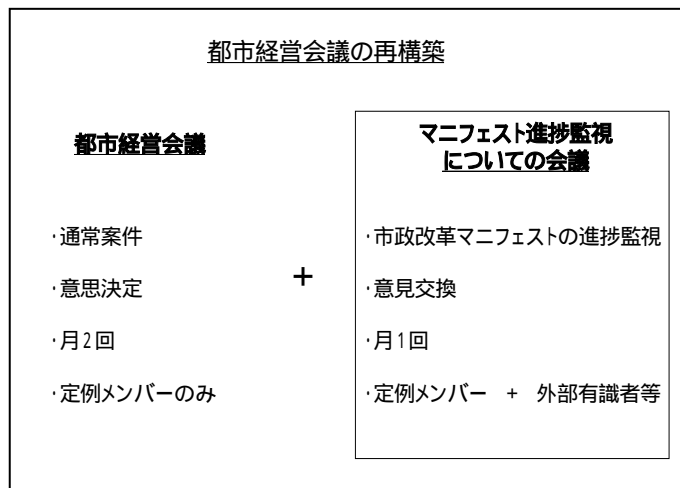 都市経営会議の再構築
都市経営会議
・通常案件
・意思決定
・月2回
・定例メンバーのみ
+
マニフェスト進捗監視
についての会議
・市政改革マニフェストの進捗監視
・意見交換
・月1回
・定例メンバー + 外部有識者等